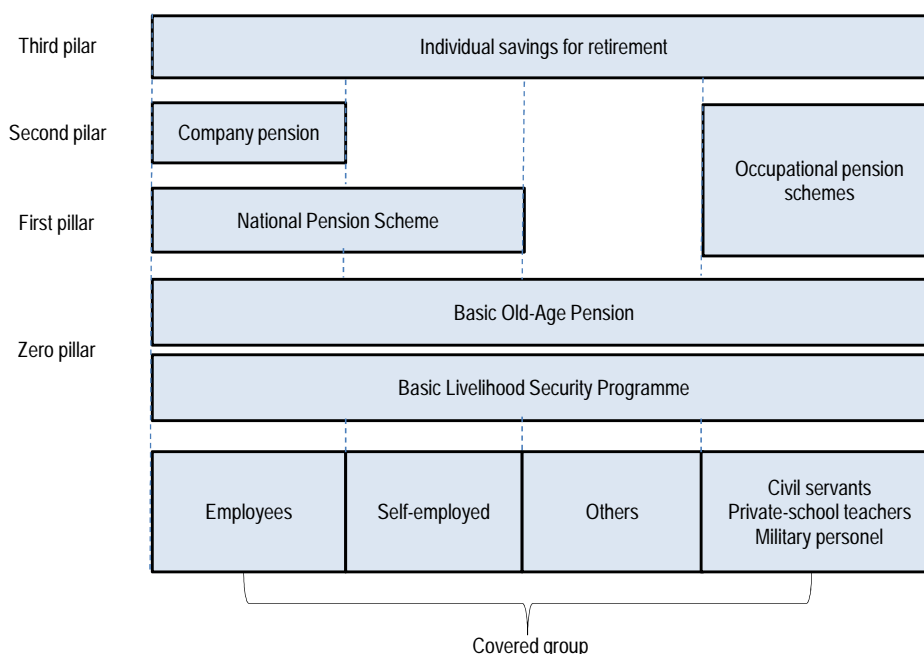 Third pilar
Individual savings for retirement
Second pilar
Company pension
Occupational pension
schemes
First pillar
National Pension Scheme
Basic Old-Age Pension
Zero pillar
Basic Livelihood Security Programme
Employees
Self-employed
Others
Civil servants
Private-school teachers
Military personel
Covered group